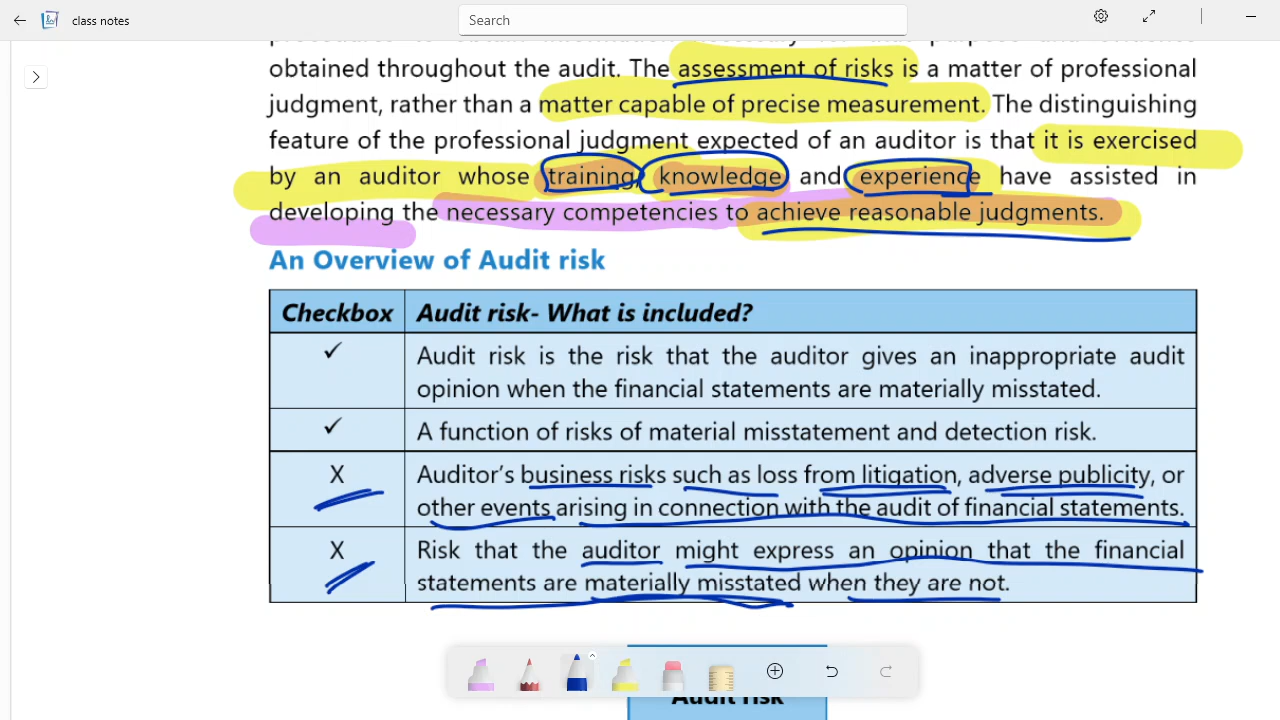 class notes
Search
obtained throughout the audit. The assessment of risks is a matter of professional
judgment, rather than a matter capable of precise measurement. The distinguishing
feature of the professional judgment expected of an auditor is that it is exercised
by an auditor whose training, knowledge and experience have assisted in
developing the necessary competencies to achieve reasonable judgments.
An Overview of Audit risk
Checkbox Audit risk- What is included?
✓ Audit risk is the risk that the auditor gives an inappropriate audit
opinion when the financial statements are materially misstated.
✓ A function of risks of material misstatement and detection risk.
X Auditor's business risks such as loss from litigation, adverse publicity, or
other events arising in connection with the audit of financial statements.
X Risk that the auditor might express an opinion that the financial
statements are materially misstated when they are not.
Audit risk